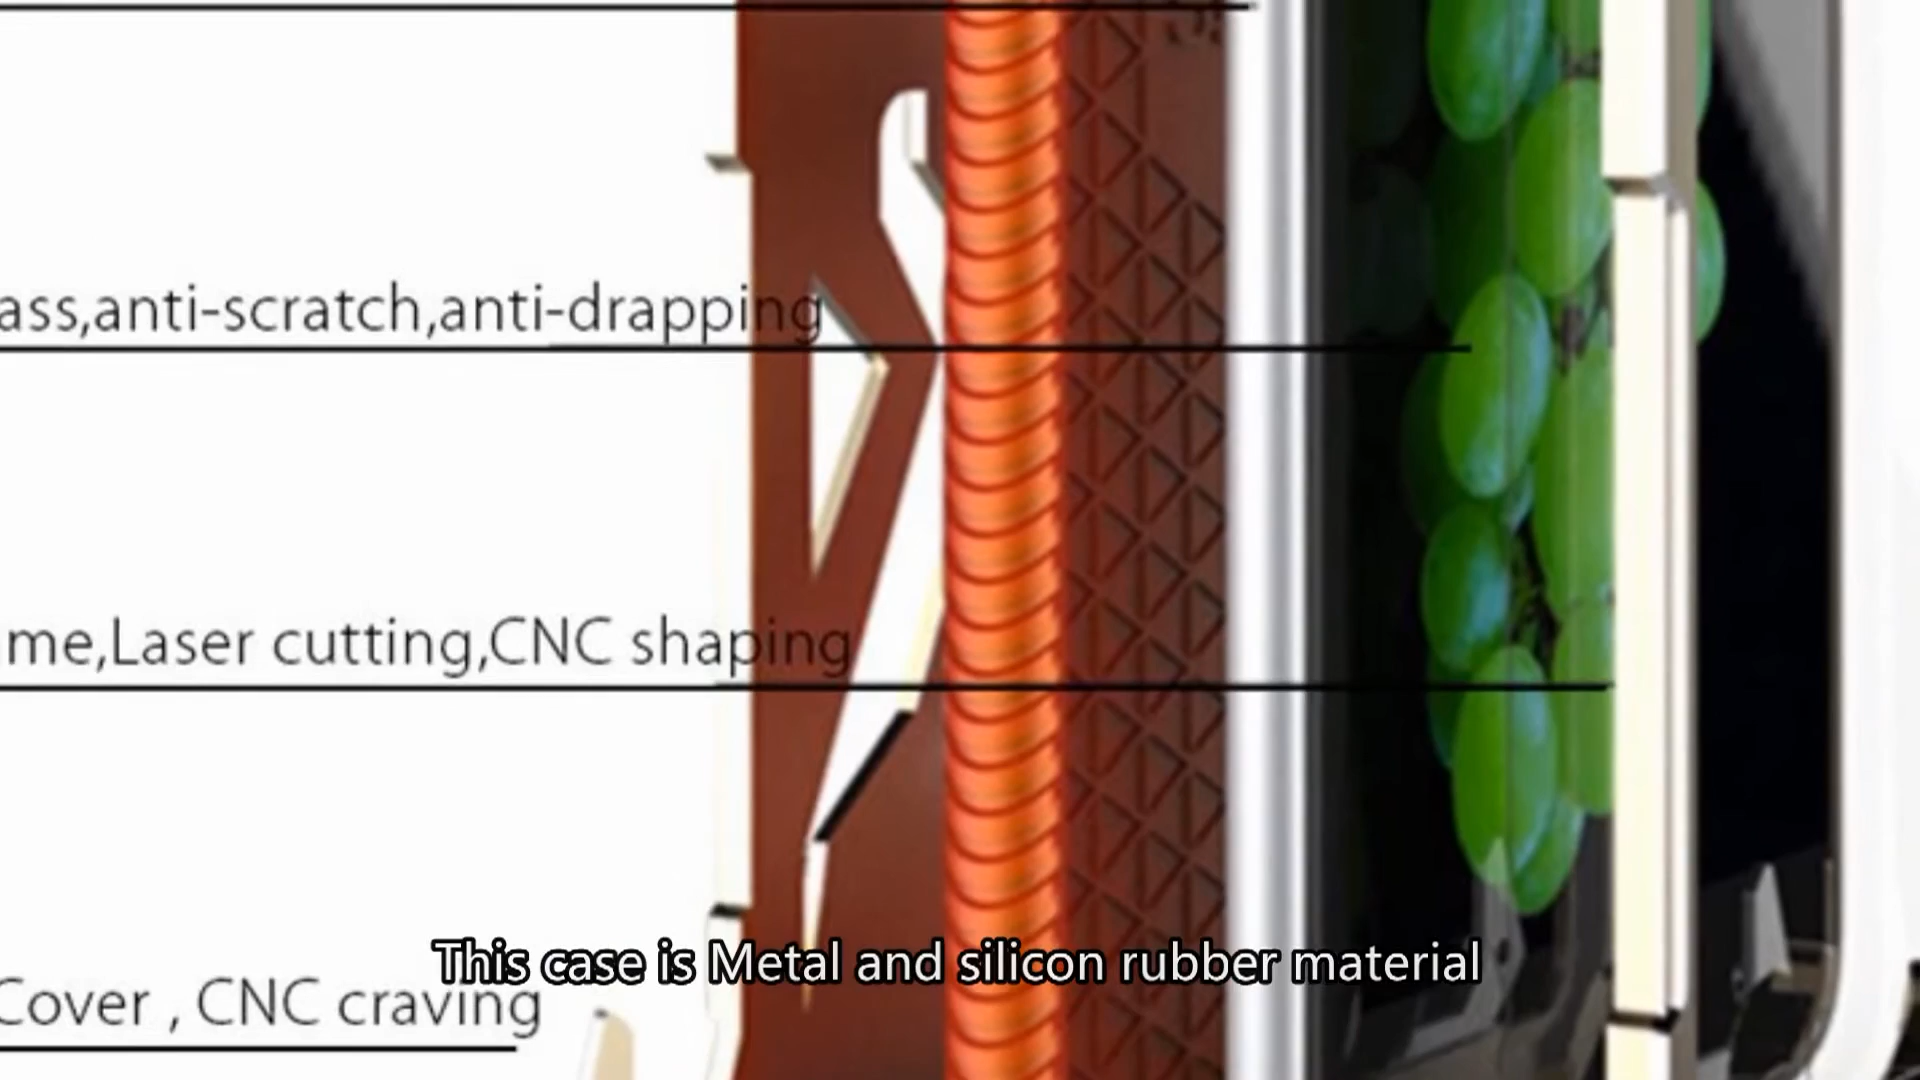 ass,anti-scratch,anti-drapping
me,Laser cutting,CNC shaping
This case is Metal and silicon rubber material
Cover , CNC craving